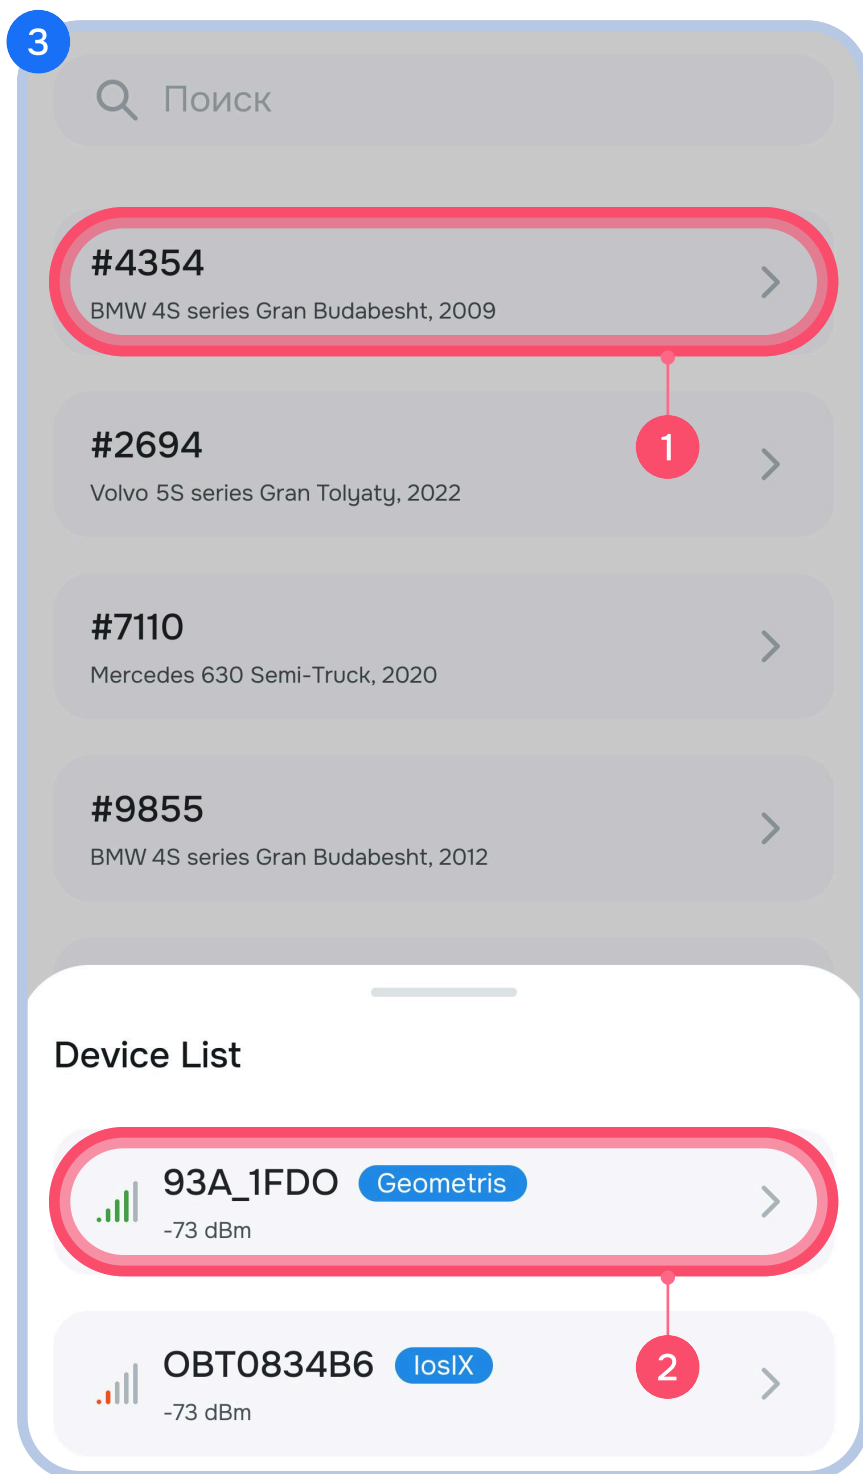 3
Поиск
#4354
BMW 4S series Gran Budabesht, 2009
1
#2694
Volvo 5S series Gran Tolyaty, 2022
#7110
Mercedes 630 Semi-Truck, 2020
#9855
BMW 4S series Gran Budabesht, 2012
Device List
93A_1FDO Geometris
-73 dBm
2
OBT0834B6 IosIX
-73 dBm